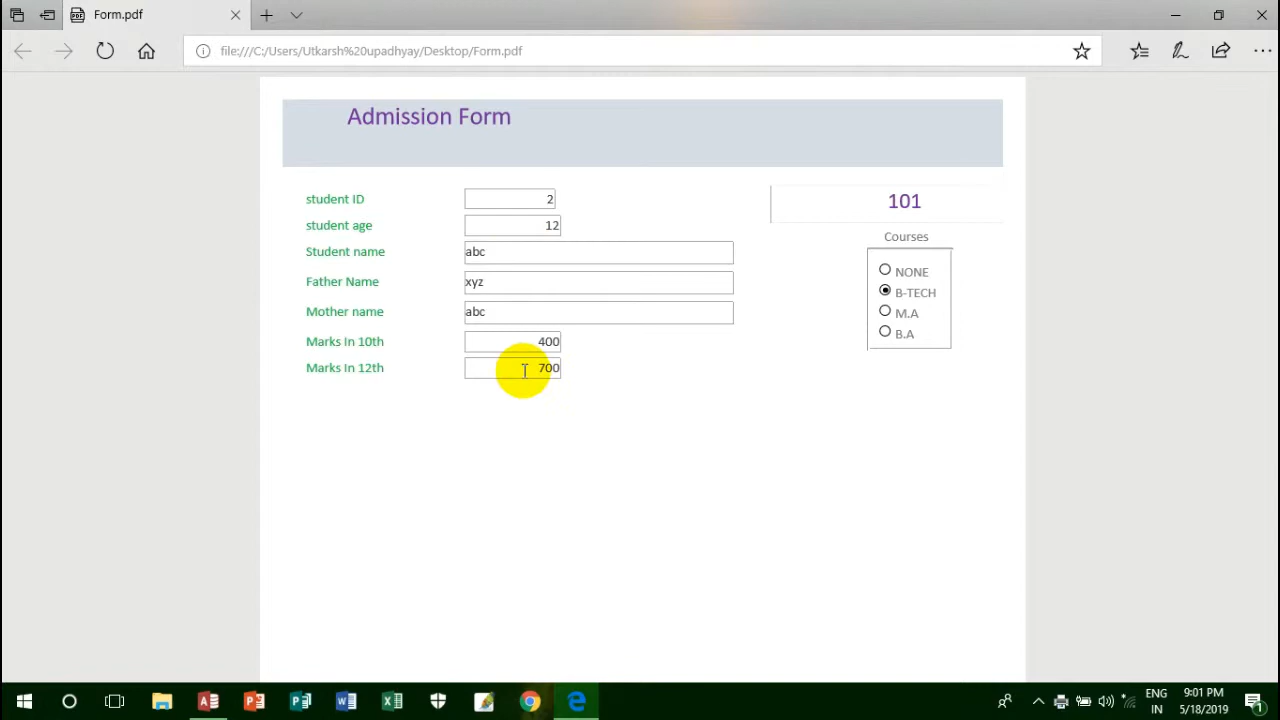 Form.pdf
file:///C:/Users/Utkarsh%20upadhyay/Desktop/Form.pdf
Admission Form
student ID 2
student age 12
Student name abc
Father Name xyz
Mother name abc
Marks In 10th 400
Marks In 12th 700
101
Courses
NONE
B-TECH
M.A
B.A
ENG 9:01 PM
IN 5/18/2019 1